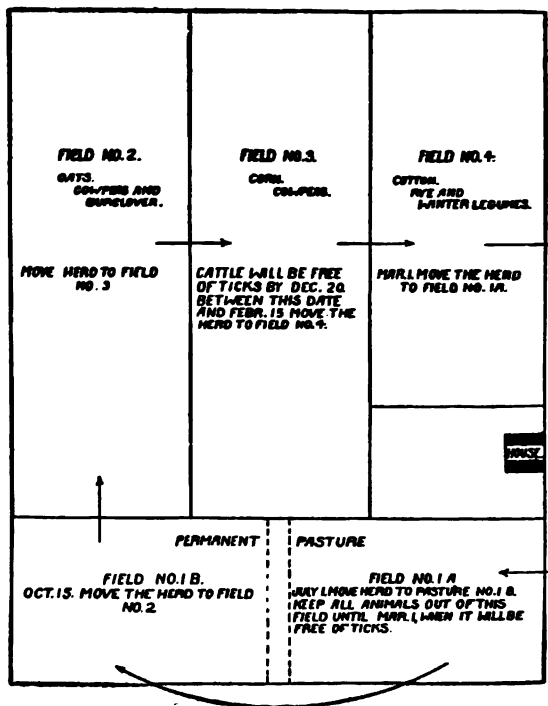 FIELD NO. 2.
OATS.
COWPEAS AND
BURCLOVER.
MOVE HERD TO FIELD
NO. 3
FIELD NO. 3.
CORN.
COWPEAS.
CATTLE WILL BE FREE
OF TICKS BY DEC. 20.
BETWEEN THIS DATE
AND FEBR. 15 MOVE THE
HERD TO FIELD NO. 4.
FIELD NO. 4.
COTTON.
RYE AND
WINTER LEGUMES.
MAR. 1, MOVE THE HERD
TO FIELD NO. 1A.
HOUSE
PERMANENT PASTURE
FIELD NO. 1 B.
OCT. 15. MOVE THE HERD TO FIELD
NO. 2
FIELD NO. 1 A
JULY 1, MOVE HERD TO PASTURE NO. 1 B.
KEEP ALL ANIMALS OUT OF THIS
FIELD UNTIL MAR. 1, WHEN IT WILL BE
FREE OF TICKS.